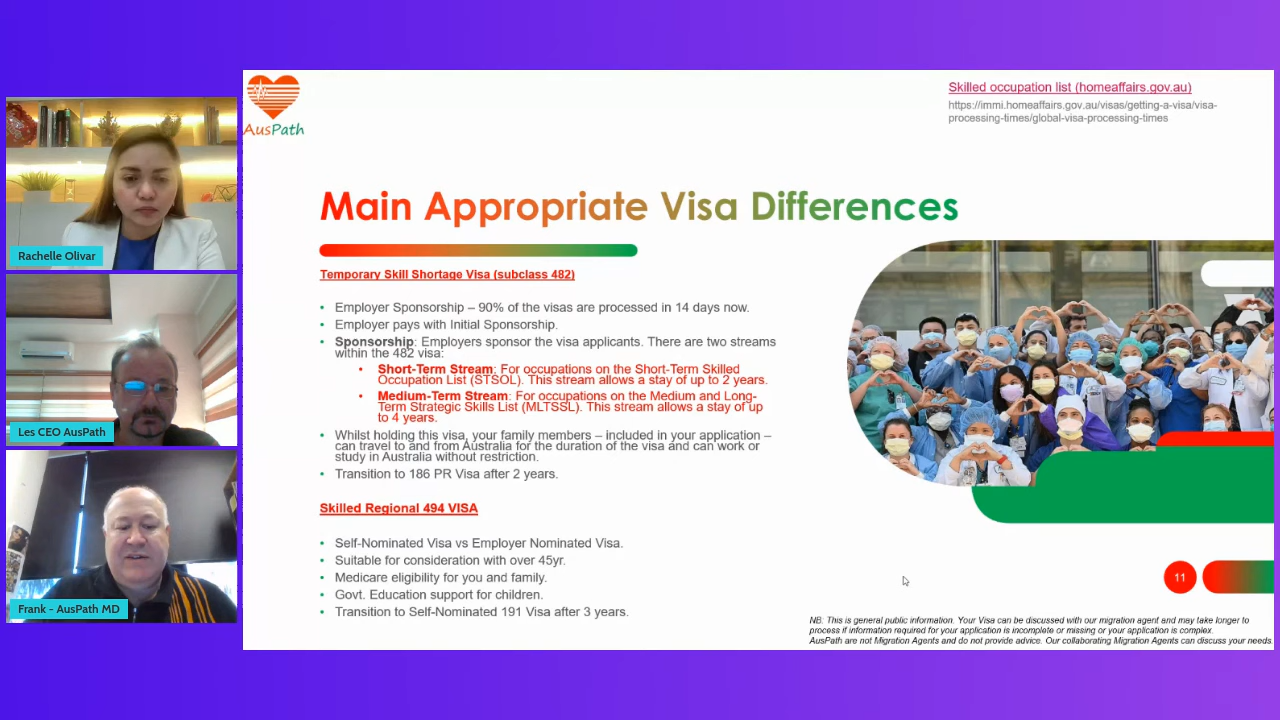 Rachelle Olivar
Les CEO AusPath
Frank - AusPath MD
AusPath
Skilled occupation list (homeaffairs.gov.au)
https://immi.homeaffairs.gov.au/visas/getting-a-visa/visa-
processing-times/global-visa-processing-times
Main Appropriate Visa Differences
Temporary Skill Shortage Visa (subclass 482)
• Employer Sponsorship – 90% of the visas are processed in 14 days now.
• Employer pays with Initial Sponsorship.
• Sponsorship: Employers sponsor the visa applicants. There are two streams
within the 482 visa:
• Short-Term Stream: For occupations on the Short-Term Skilled
Occupation List (STSOL). This stream allows a stay of up to 2 years.
• Medium-Term Stream: For occupations on the Medium and Long-
Term Strategic Skills List (MLTSSL). This stream allows a stay of up
to 4 years.
• Whilst holding this visa, your family members – included in your application –
can travel to and from Australia for the duration of the visa and can work or
study in Australia without restriction.
• Transition to 186 PR Visa after 2 years.
Skilled Regional 494 VISA
• Self-Nominated Visa vs Employer Nominated Visa.
• Suitable for consideration with over 45yr.
• Medicare eligibility for you and family.
• Govt. Education support for children.
• Transition to Self-Nominated 191 Visa after 3 years.
11
NB: This is general public information. Your Visa can be discussed with our migration agent and may take longer to
process if information required for your application is incomplete or missing or your application is complex.
AusPath are not Migration Agents and do not provide advice. Our collaborating Migration Agents can discuss your needs.